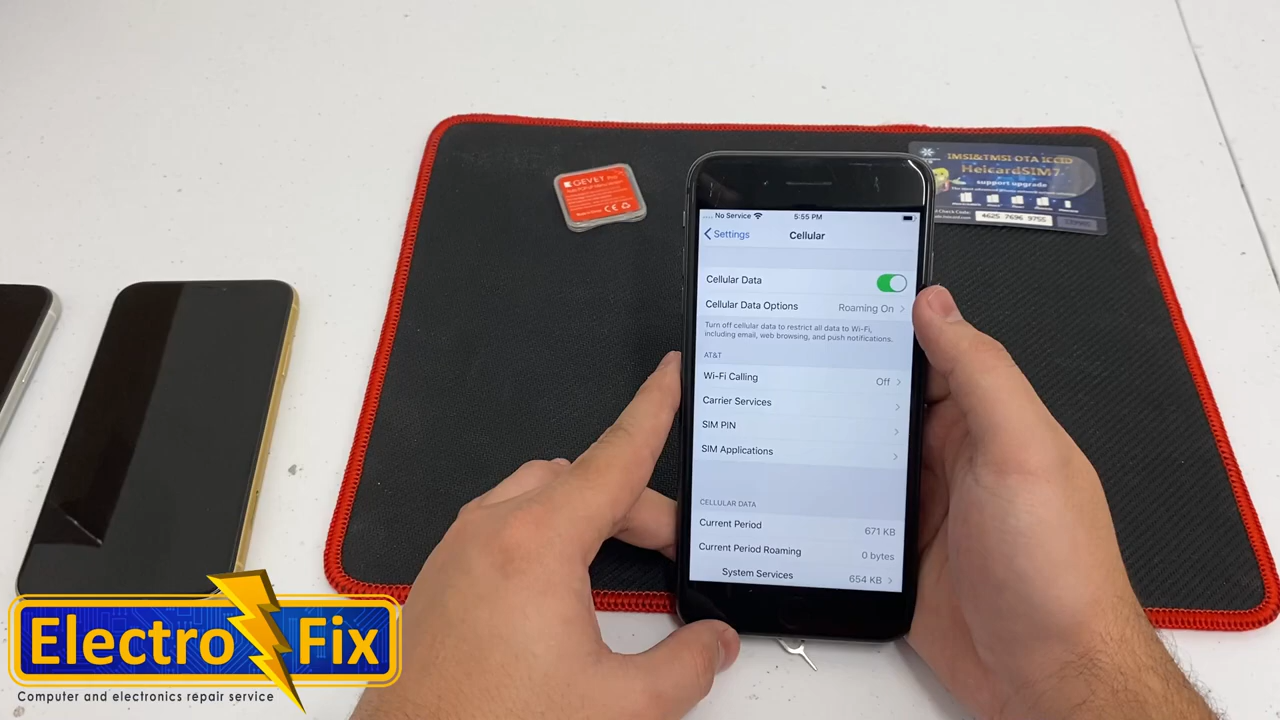 IMSI&TMSI OTA ICCID
HeicardSIM7
support upgrade
4625 7696 9755
GEVEY
No Service
5:55 PM
Settings
Cellular
Cellular Data
Cellular Data Options
Roaming On
Turn off cellular data to restrict all data to Wi-Fi,
including email, web browsing, and push notifications.
AT&T
Wi-Fi Calling
Off
Carrier Services
SIM PIN
SIM Applications
CELLULAR DATA
Current Period
671 KB
Current Period Roaming
0 bytes
System Services
654 KB
Electro Fix
Computer and electronics repair service